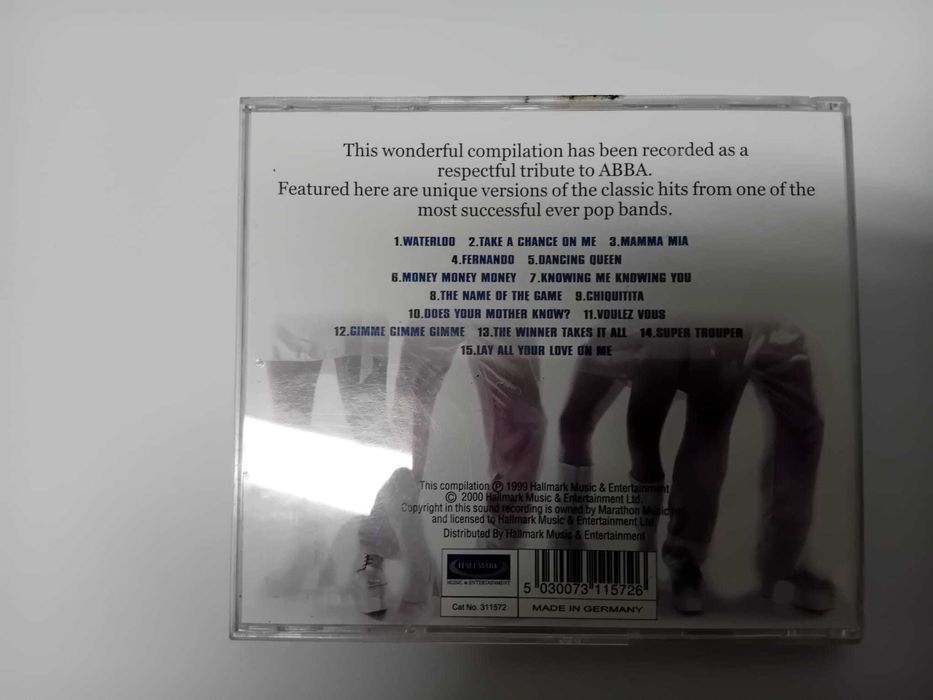 This wonderful compilation has been recorded as a
respectful tribute to ABBA.
Featured here are unique versions of the classic hits from one of the
most successful ever pop bands.
1.WATERLOO 2.TAKE A CHANCE ON ME 3.MAMMA MIA
4.FERNANDO 5.DANCING QUEEN
6.MONEY MONEY MONEY 7.KNOWING ME KNOWING YOU
8.THE NAME OF THE GAME 9.CHIQUITITA
10.DOES YOUR MOTHER KNOW? 11.VOULEZ VOUS
12.GIMME GIMME GIMME 13.THE WINNER TAKES IT ALL 14.SUPER TROUPER
15.LAY ALL YOUR LOVE ON ME
This compilation Ⓟ 1999 Hallmark Music & Entertainment
© 2000 Hallmark Music & Entertainment Ltd.
Copyright in this sound recording is owned by Marathon Music
and licensed to Hallmark Music & Entertainment Ltd.
Distributed By Hallmark Music & Entertainment
HALLMARK
MUSIC & ENTERTAINMENT
5 030073 115726
Cat No. 311572
MADE IN GERMANY